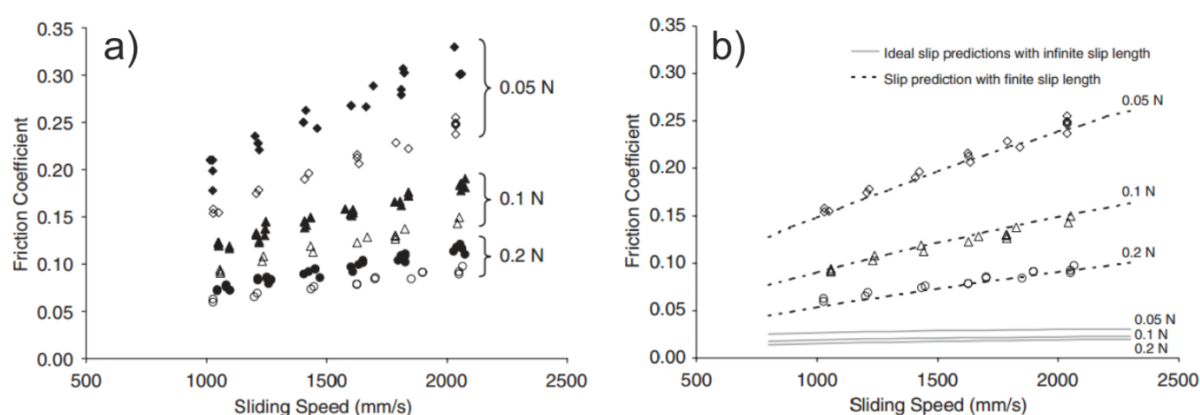 a)
0.35
0.30
0.25
0.20
0.15
0.10
0.05
0.00
Friction Coefficient
0.05 N
0.1 N
0.2 N
500 1000 1500 2000 2500
Sliding Speed (mm/s)
b)
0.35
0.30
0.25
0.20
0.15
0.10
0.05
0.00
Friction Coefficient
Ideal slip predictions with infinite slip length
Slip prediction with finite slip length
0.05 N
0.1 N
0.2 N
0.05 N
0.1 N
0.2 N
500 1000 1500 2000 2500
Sliding Speed (mm/s)